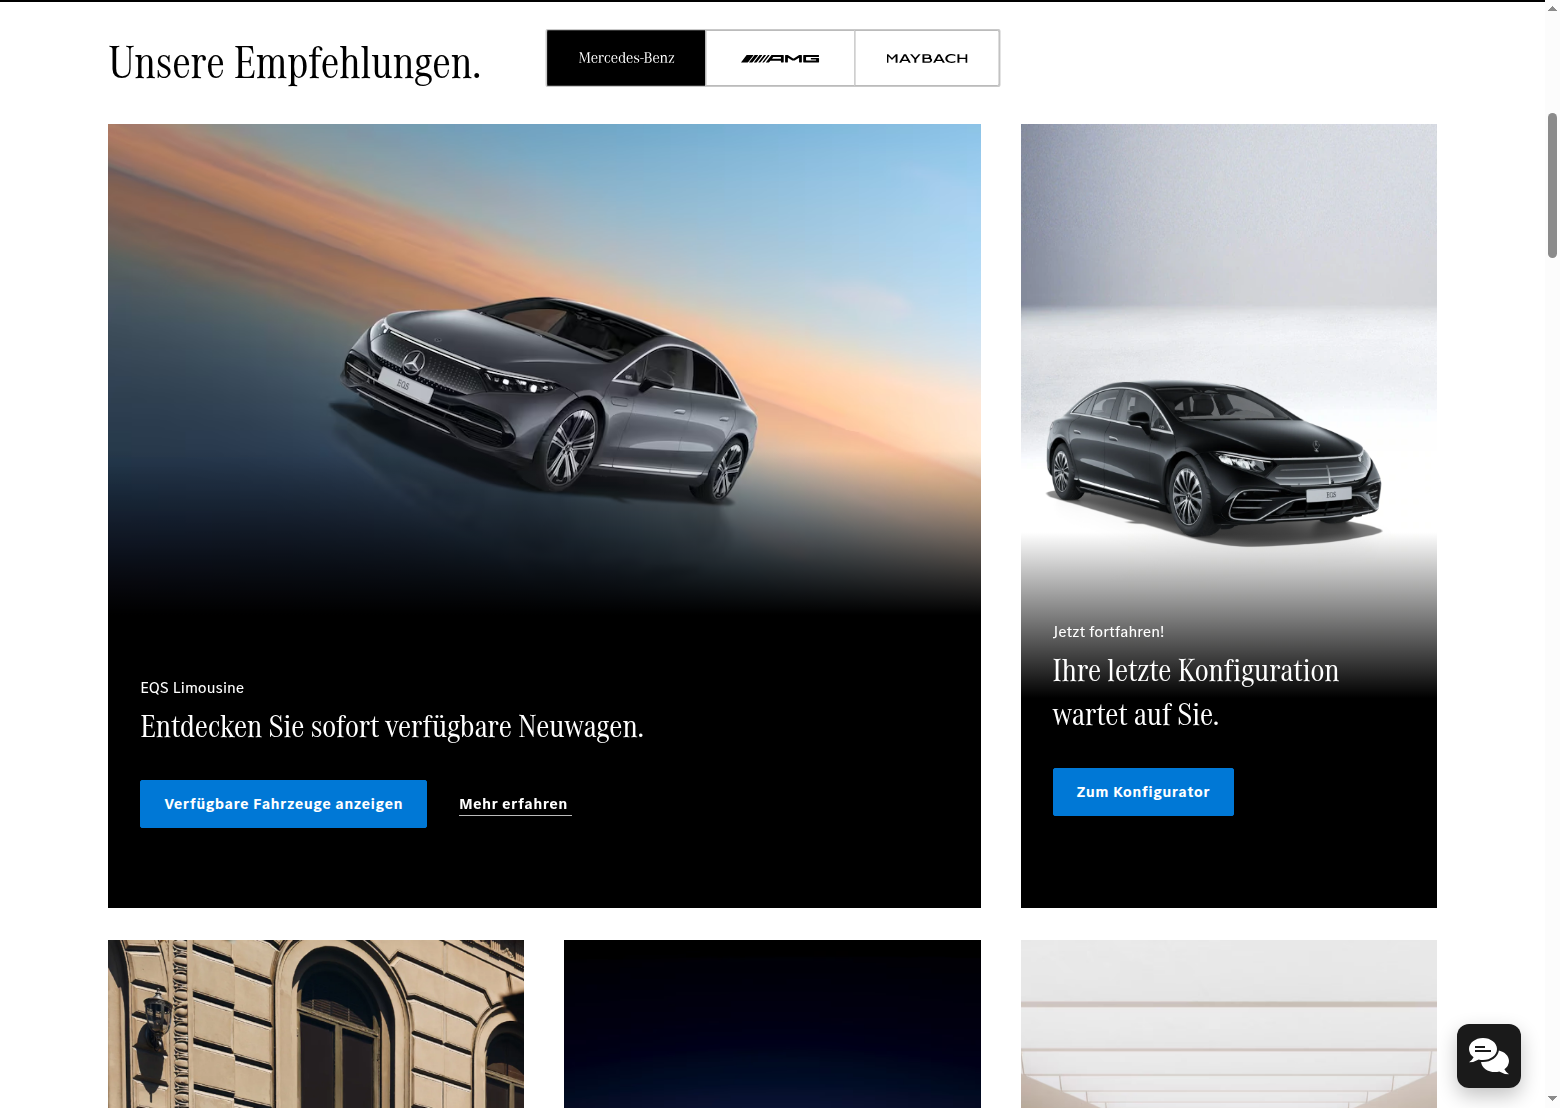 Unsere Empfehlungen.
Mercedes-Benz
AMG
MAYBACH
EQS
EQS
EQS Limousine
Entdecken Sie sofort verfügbare Neuwagen.
Verfügbare Fahrzeuge anzeigen
Mehr erfahren
Jetzt fortfahren!
Ihre letzte Konfiguration
wartet auf Sie.
Zum Konfigurator